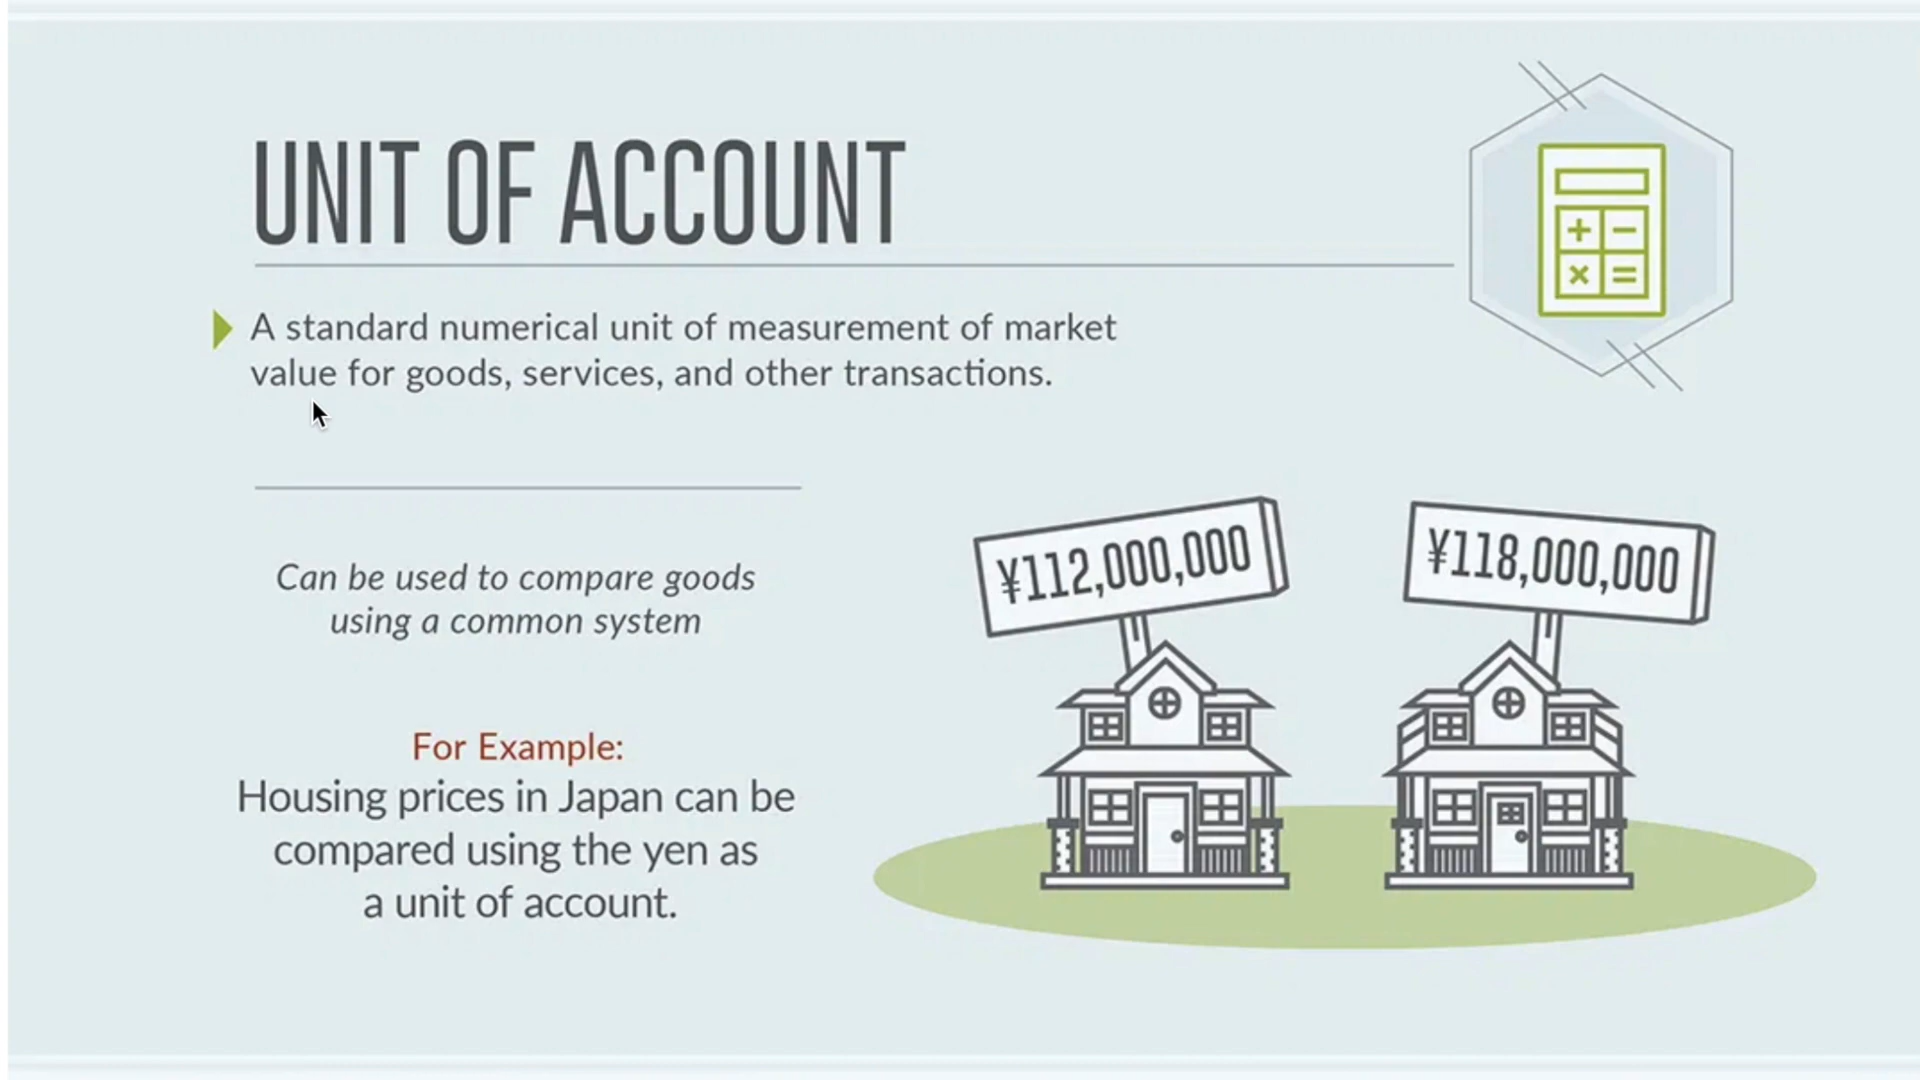 UNIT OF ACCOUNT
A standard numerical unit of measurement of market
value for goods, services, and other transactions.
Can be used to compare goods
using a common system
For Example:
Housing prices in Japan can be
compared using the yen as
a unit of account.
¥112,000,000
¥118,000,000